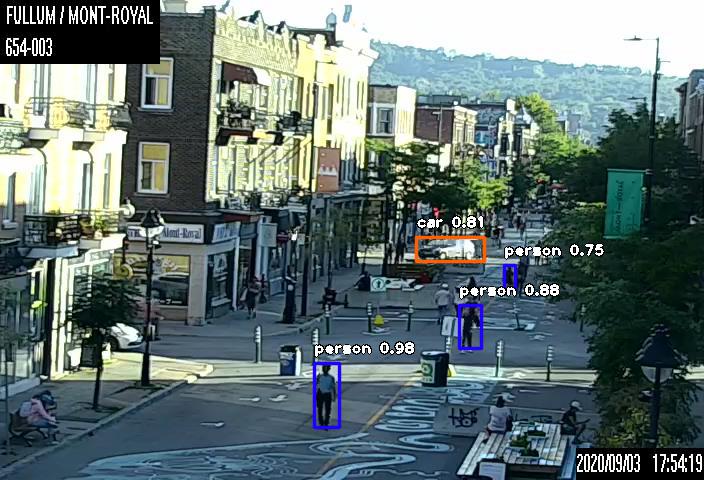 FULLUM / MONT-ROYAL
654-003
car 0.81
person 0.75
person 0.88
Mont-Royal
person 0.98
2020/09/03 17:54:19